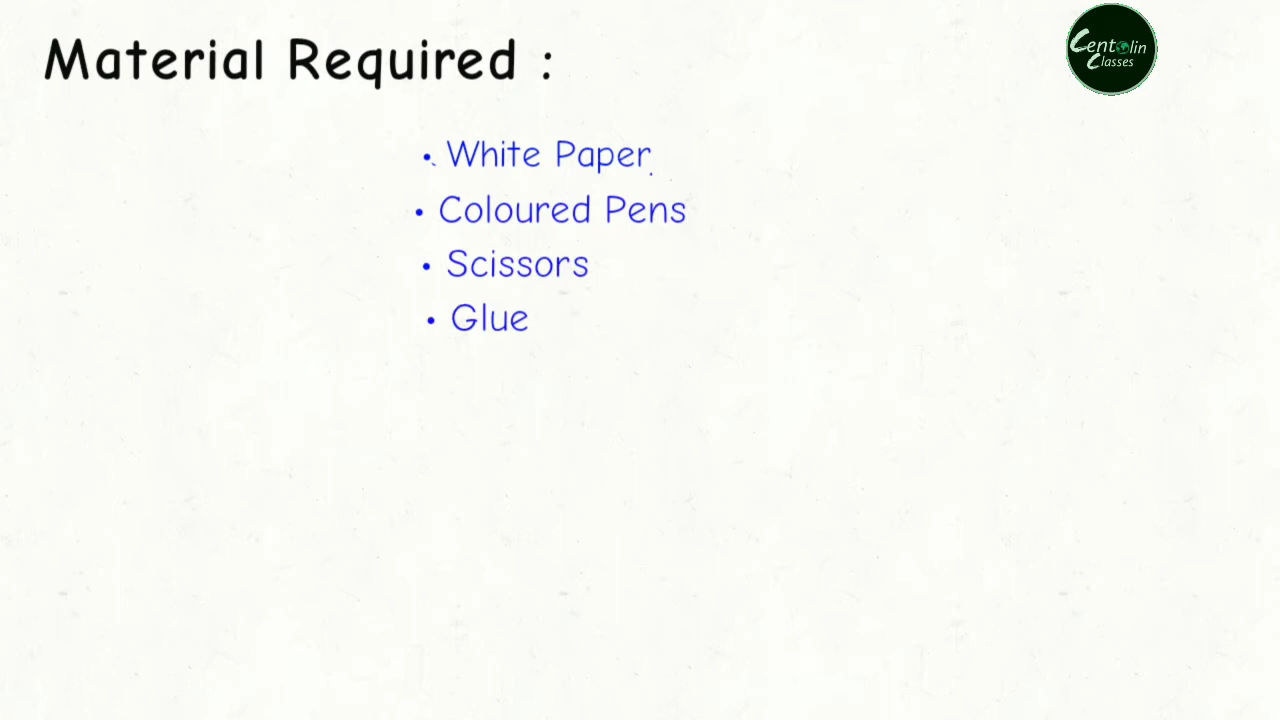 Material Required :
Centolin
Classes
• White Paper
• Coloured Pens
• Scissors
• Glue